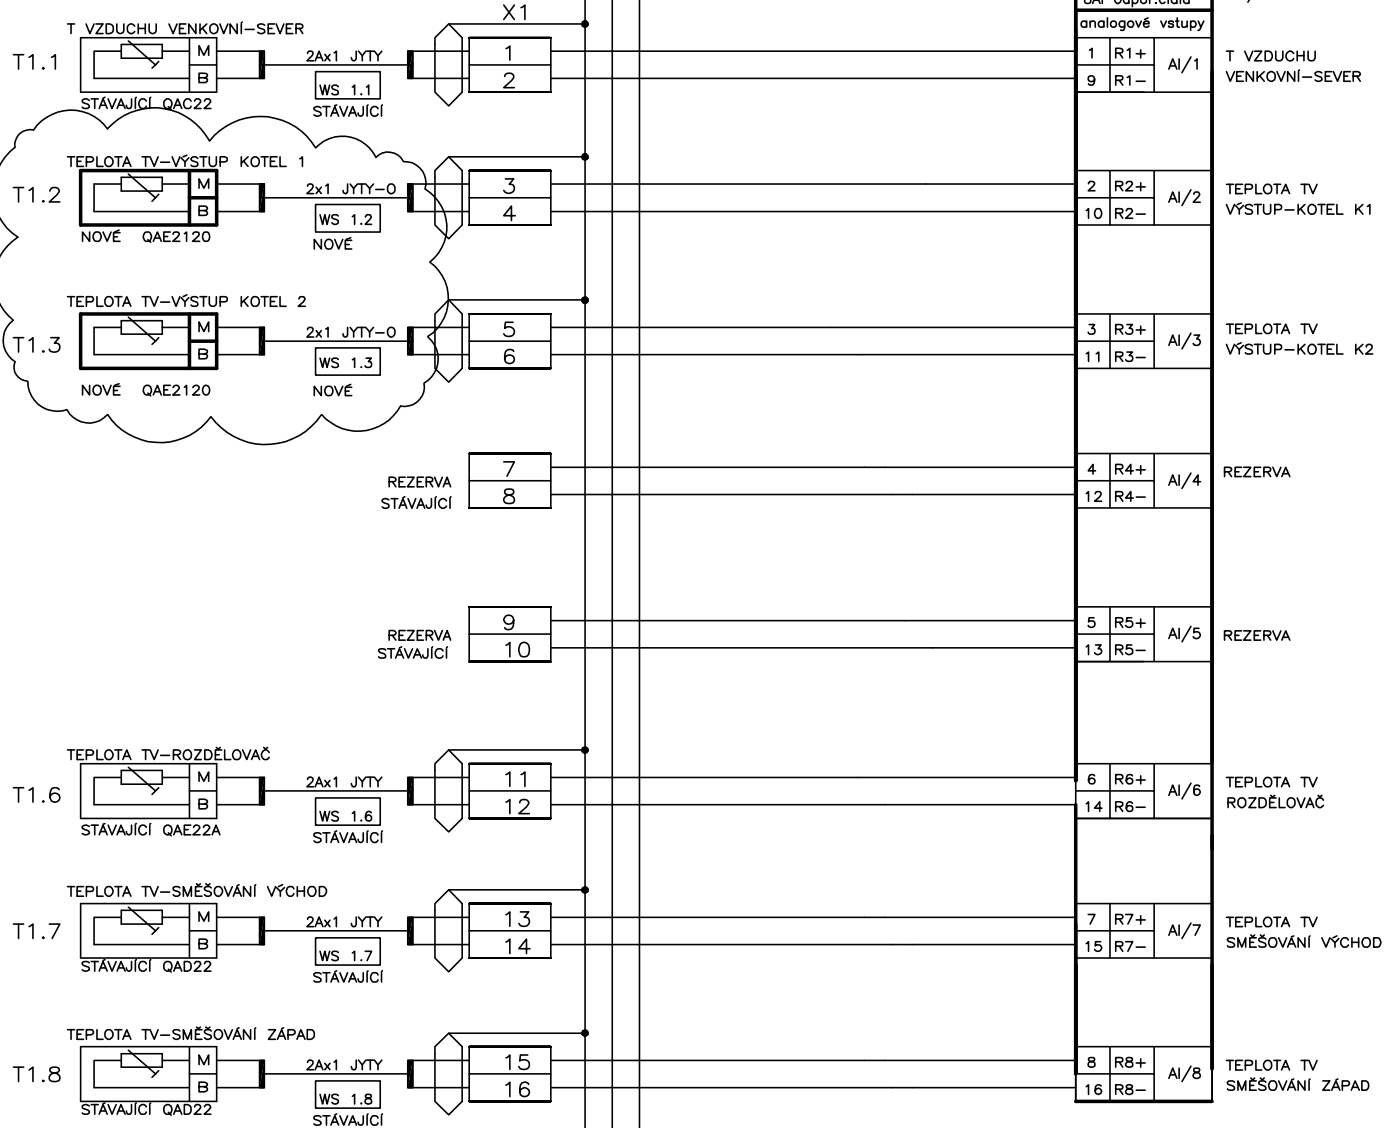 X1
8AI odpor.čidla
analogové vstupy
T VZDUCHU VENKOVNÍ-SEVER
T1.1
M
B
2Ax1 JYTY
WS 1.1
STÁVAJÍCÍ
STÁVAJÍCÍ QAC22
1
2
1 R1+
9 R1-
AI/1
T VZDUCHU
VENKOVNÍ-SEVER
TEPLOTA TV-VÝSTUP KOTEL 1
T1.2
M
B
2x1 JYTY-O
WS 1.2
NOVÉ
NOVÉ QAE2120
3
4
2 R2+
10 R2-
AI/2
TEPLOTA TV
VÝSTUP-KOTEL K1
TEPLOTA TV-VÝSTUP KOTEL 2
T1.3
M
B
2x1 JYTY-O
WS 1.3
NOVÉ
NOVÉ QAE2120
5
6
3 R3+
11 R3-
AI/3
TEPLOTA TV
VÝSTUP-KOTEL K2
REZERVA
STÁVAJÍCÍ
7
8
4 R4+
12 R4-
AI/4
REZERVA
REZERVA
STÁVAJÍCÍ
9
10
5 R5+
13 R5-
AI/5
REZERVA
TEPLOTA TV-ROZDĚLOVAČ
T1.6
M
B
2Ax1 JYTY
WS 1.6
STÁVAJÍCÍ
STÁVAJÍCÍ QAE22A
11
12
6 R6+
14 R6-
AI/6
TEPLOTA TV
ROZDĚLOVAČ
TEPLOTA TV-SMĚŠOVÁNÍ VÝCHOD
T1.7
M
B
2Ax1 JYTY
WS 1.7
STÁVAJÍCÍ
STÁVAJÍCÍ QAD22
13
14
7 R7+
15 R7-
AI/7
TEPLOTA TV
SMĚŠOVÁNÍ VÝCHOD
TEPLOTA TV-SMĚŠOVÁNÍ ZÁPAD
T1.8
M
B
2Ax1 JYTY
WS 1.8
STÁVAJÍCÍ
STÁVAJÍCÍ QAD22
15
16
8 R8+
16 R8-
AI/8
TEPLOTA TV
SMĚŠOVÁNÍ ZÁPAD